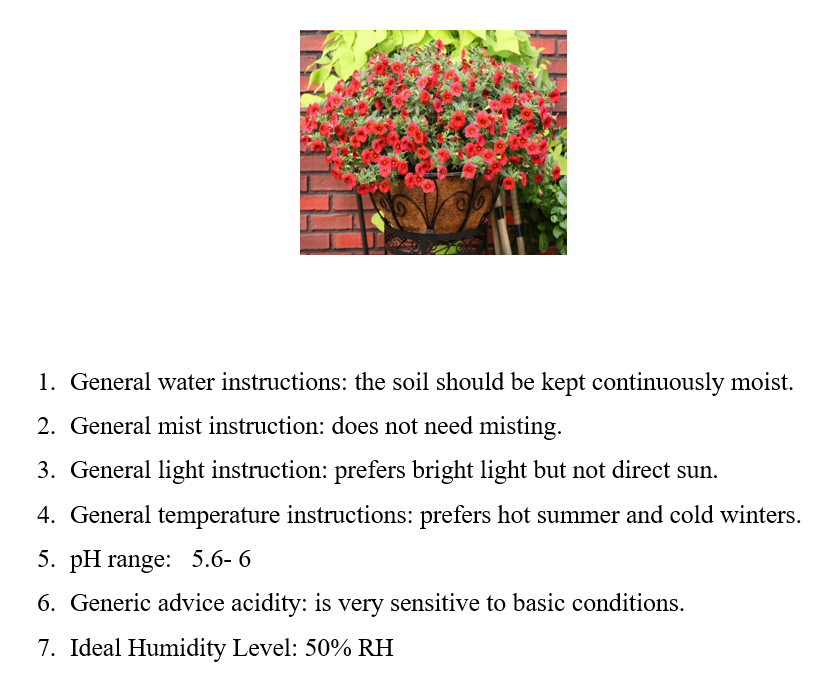 1. General water instructions: the soil should be kept continuously moist.
2. General mist instruction: does not need misting.
3. General light instruction: prefers bright light but not direct sun.
4. General temperature instructions: prefers hot summer and cold winters.
5. pH range:   5.6- 6
6. Generic advice acidity: is very sensitive to basic conditions.
7. Ideal Humidity Level: 50% RH